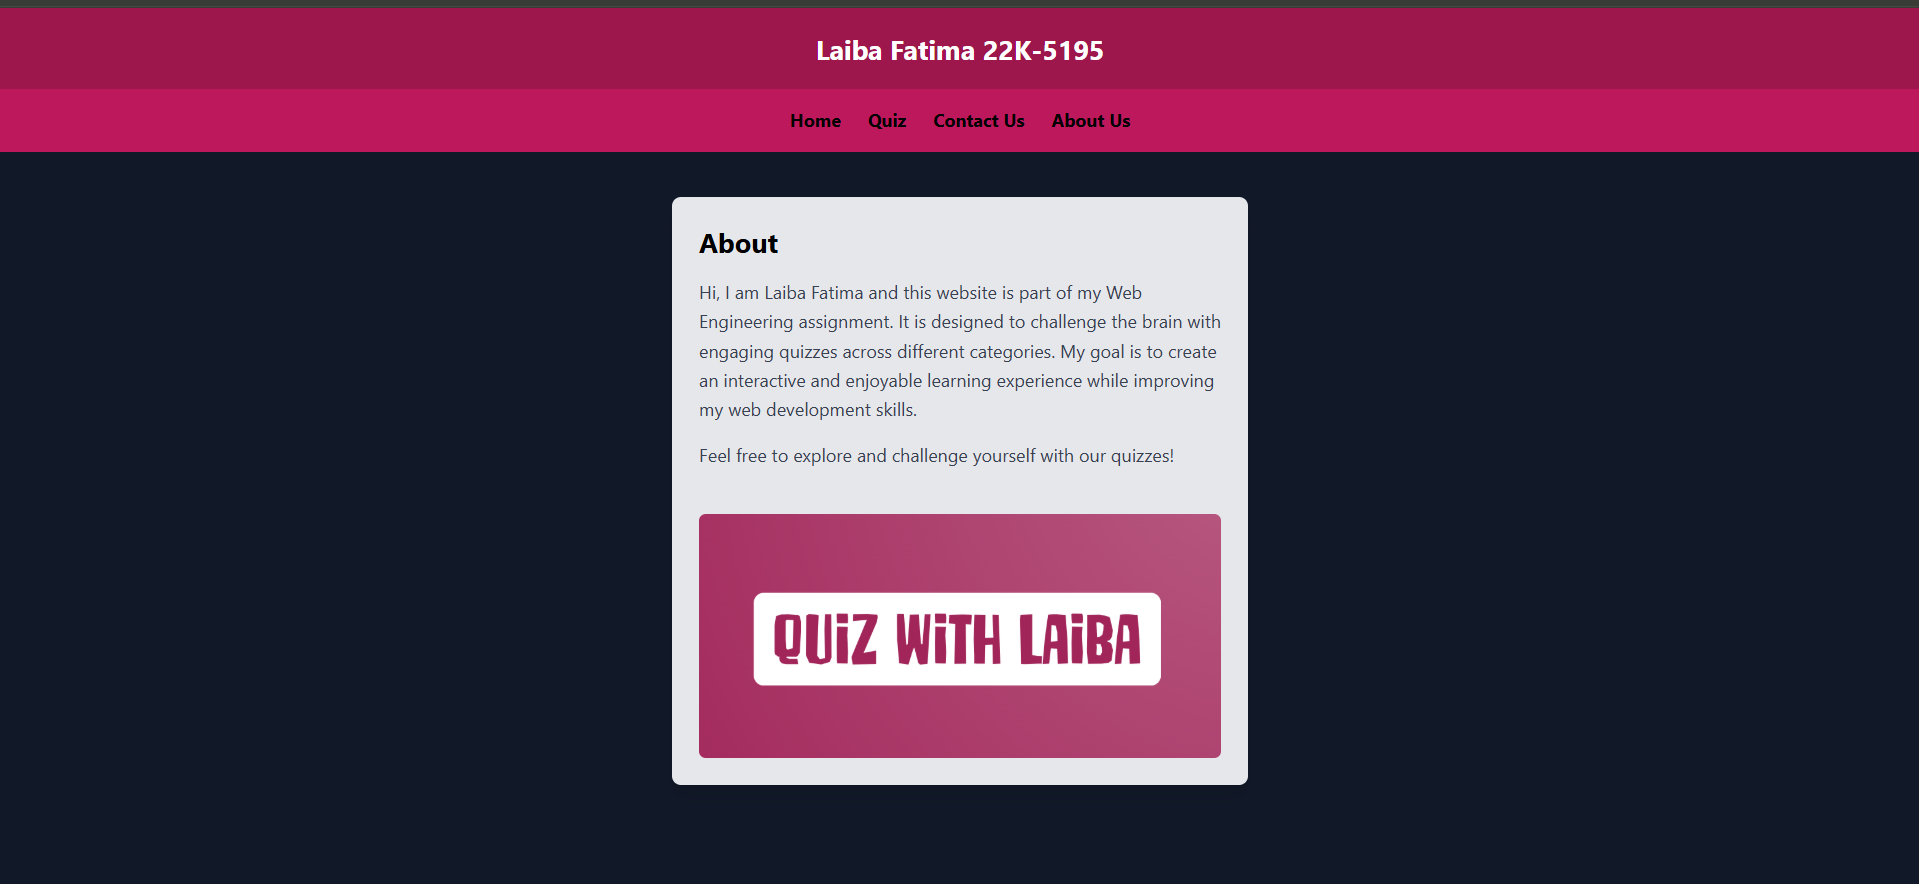 Laiba Fatima 22K-5195
Home Quiz Contact Us About Us
About
Hi, I am Laiba Fatima and this website is part of my Web
Engineering assignment. It is designed to challenge the brain with
engaging quizzes across different categories. My goal is to create
an interactive and enjoyable learning experience while improving
my web development skills.
Feel free to explore and challenge yourself with our quizzes!
QUiZ WiTH LAiBA